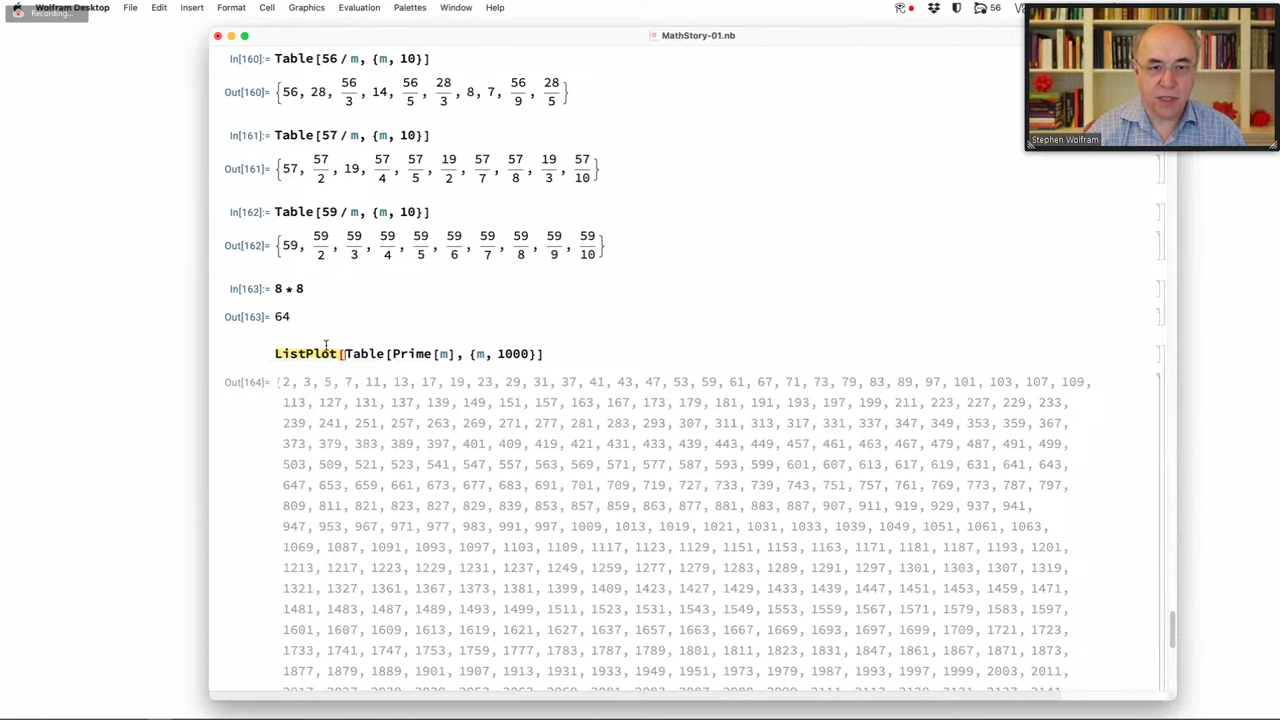 Wolfram Desktop File Edit Insert Format Cell Graphics Evaluation Palettes Window Help 56
Recording...
MathStory-01.nb
Stephen Wolfram
In[160]:= Table[56 / m, {m, 10}]
Out[160]= {56, 28, 56/3, 14, 56/5, 28/3, 8, 7, 56/9, 28/5}
In[161]:= Table[57 / m, {m, 10}]
Out[161]= {57, 57/2, 19, 57/4, 57/5, 19/2, 57/7, 57/8, 19/3, 57/10}
In[162]:= Table[59 / m, {m, 10}]
Out[162]= {59, 59/2, 59/3, 59/4, 59/5, 59/6, 59/7, 59/8, 59/9, 59/10}
In[163]:= 8 * 8
Out[163]= 64
ListPlot[Table[Prime[m], {m, 1000}]
Out[164]= {2, 3, 5, 7, 11, 13, 17, 19, 23, 29, 31, 37, 41, 43, 47, 53, 59, 61, 67, 71, 73, 79, 83, 89, 97, 101, 103, 107, 109,
113, 127, 131, 137, 139, 149, 151, 157, 163, 167, 173, 179, 181, 191, 193, 197, 199, 211, 223, 227, 229, 233,
239, 241, 251, 257, 263, 269, 271, 277, 281, 283, 293, 307, 311, 313, 317, 331, 337, 347, 349, 353, 359, 367,
373, 379, 383, 389, 397, 401, 409, 419, 421, 431, 433, 439, 443, 449, 457, 461, 463, 467, 479, 487, 491, 499,
503, 509, 521, 523, 541, 547, 557, 563, 569, 571, 577, 587, 593, 599, 601, 607, 613, 617, 619, 631, 641, 643,
647, 653, 659, 661, 673, 677, 683, 691, 701, 709, 719, 727, 733, 739, 743, 751, 757, 761, 769, 773, 787, 797,
809, 811, 821, 823, 827, 829, 839, 853, 857, 859, 863, 877, 881, 883, 887, 907, 911, 919, 929, 937, 941,
947, 953, 967, 971, 977, 983, 991, 997, 1009, 1013, 1019, 1021, 1031, 1033, 1039, 1049, 1051, 1061, 1063,
1069, 1087, 1091, 1093, 1097, 1103, 1109, 1117, 1123, 1129, 1151, 1153, 1163, 1171, 1181, 1187, 1193, 1201,
1213, 1217, 1223, 1229, 1231, 1237, 1249, 1259, 1277, 1279, 1283, 1289, 1291, 1297, 1301, 1303, 1307, 1319,
1321, 1327, 1361, 1367, 1373, 1381, 1399, 1409, 1423, 1427, 1429, 1433, 1439, 1447, 1451, 1453, 1459, 1471,
1481, 1483, 1487, 1489, 1493, 1499, 1511, 1523, 1531, 1543, 1549, 1553, 1559, 1567, 1571, 1579, 1583, 1597,
1601, 1607, 1609, 1613, 1619, 1621, 1627, 1637, 1657, 1663, 1667, 1669, 1693, 1697, 1699, 1709, 1721, 1723,
1733, 1741, 1747, 1753, 1759, 1777, 1783, 1787, 1789, 1801, 1811, 1823, 1831, 1847, 1861, 1867, 1871, 1873,
1877, 1879, 1889, 1901, 1907, 1913, 1931, 1933, 1949, 1951, 1973, 1979, 1987, 1993, 1997, 1999, 2003, 2011,